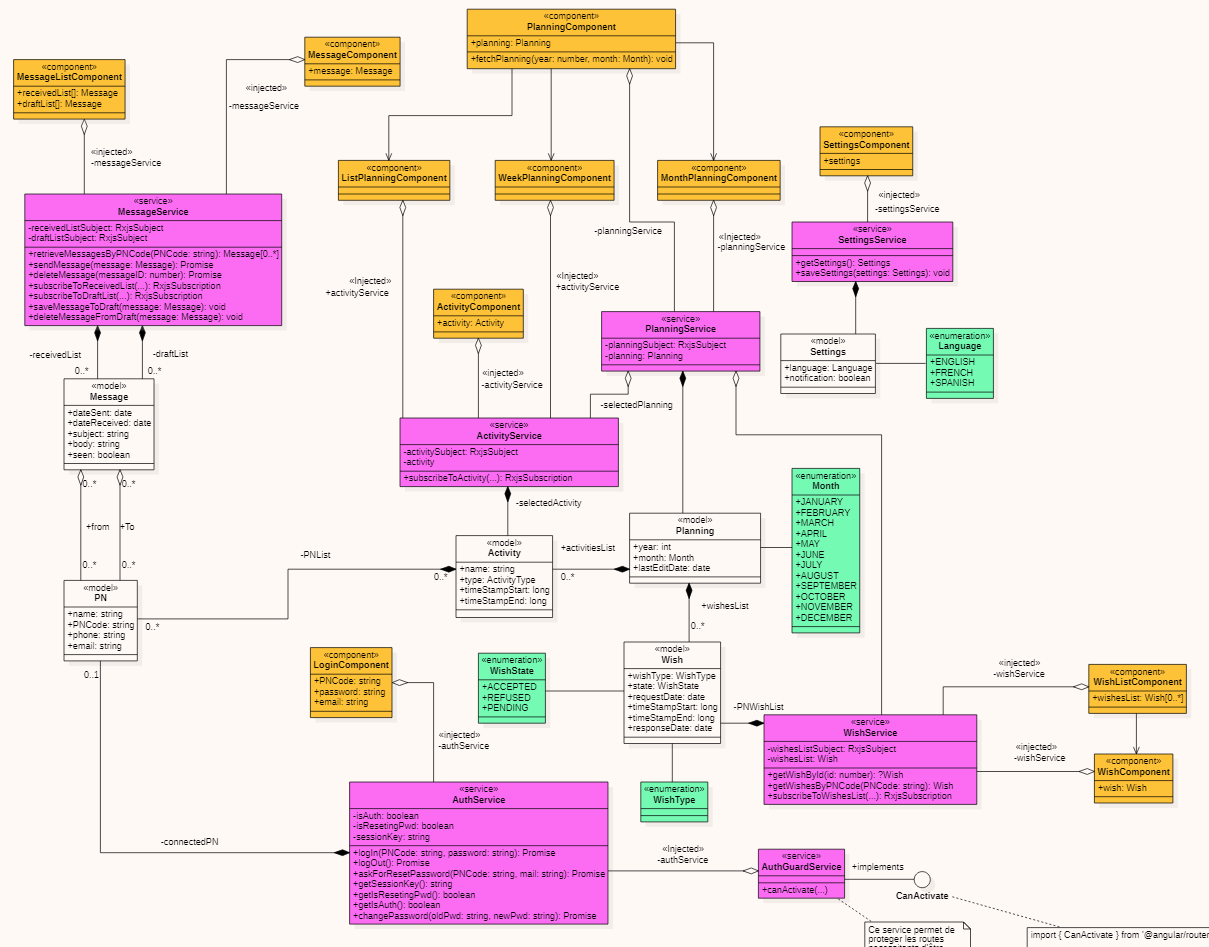 «component»
PlanningComponent
+planning: Planning
+fetchPlanning(year: number, month: Month): void
«component»
MessageComponent
+message: Message
«component»
MessageListComponent
+receivedList[]: Message
+draftList[]: Message
«injected»
-messageService
«injected»
-messageService
«component»
ListPlanningComponent
«component»
WeekPlanningComponent
«component»
MonthPlanningComponent
«component»
SettingsComponent
+settings
«injected»
-settingsService
«service»
MessageService
-receivedListSubject: RxjsSubject
-draftListSubject: RxjsSubject
+retrieveMessagesByPNCode(PNCode: string): Message[0..*]
+sendMessage(message: Message): Promise
+deleteMessage(messageID: number): Promise
+subscribeToReceivedList(...): RxjsSubscription
+subscribeToDraftList(...): RxjsSubscription
+saveMessageToDraft(message: Message): void
+deleteMessageFromDraft(message: Message): void
-planningService
«Injected»
-planningService
«service»
SettingsService
+getSettings(): Settings
+saveSettings(settings: Settings): void
«Injected»
+activityService
«Injected»
+activityService
«component»
ActivityComponent
+activity: Activity
«injected»
-activityService
«service»
PlanningService
-planningSubject: RxjsSubject
-planning: Planning
-selectedPlanning
«model»
Settings
+language: Language
+notification: boolean
«enumeration»
Language
+ENGLISH
+FRENCH
+SPANISH
-receivedList
-draftList
0..*
0..*
«model»
Message
+dateSent: date
+dateReceived: date
+subject: string
+body: string
+seen: boolean
0..*
0..*
+from
+To
0..*
0..*
«service»
ActivityService
-activitySubject: RxjsSubject
-activity
+subscribeToActivity(...): RxjsSubscription
-selectedActivity
«enumeration»
Month
+JANUARY
+FEBRUARY
+MARCH
+APRIL
+MAY
+JUNE
+JULY
+AUGUST
+SEPTEMBER
+OCTOBER
+NOVEMBER
+DECEMBER
«model»
Planning
+year: int
+month: Month
+lastEditDate: date
«model»
Activity
+name: string
+type: ActivityType
+timeStampStart: long
+timeStampEnd: long
+activitiesList
0..*
-PNList
0..*
0..*
«model»
PN
+name: string
+PNCode: string
+phone: string
+email: string
0..1
+wishesList
0..*
«component»
LoginComponent
+PNCode: string
+password: string
+email: string
«enumeration»
WishState
+ACCEPTED
+REFUSED
+PENDING
«model»
Wish
+wishType: WishType
+state: WishState
+requestDate: date
+timeStampStart: long
+timeStampEnd: long
+responseDate: date
-PNWishList
«injected»
-wishService
«component»
WishListComponent
+wishesList: Wish[0..*]
«service»
WishService
-wishesListSubject: RxjsSubject
-wishesList: Wish
+getWishById(id: number): ?Wish
+getWishesByPNCode(PNCode: string): Wish
+subscribeToWishesList(...): RxjsSubscription
«injected»
-wishService
«component»
WishComponent
+wish: Wish
«injected»
-authService
«enumeration»
WishType
«service»
AuthService
-isAuth: boolean
-isResetingPwd: boolean
-sessionKey: string
+logIn(PNCode: string, password: string): Promise
+logOut(): Promise
+askForResetPassword(PNCode: string, mail: string): Promise
+getSessionKey(): string
+getIsResetingPwd(): boolean
+getIsAuth(): boolean
+changePassword(oldPwd: string, newPwd: string): Promise
-connectedPN
«Injected»
-authService
«service»
AuthGuardService
+canActivate(...)
+implements
CanActivate
Ce service permet de
proteger les routes
import { CanActivate } from '@angular/router